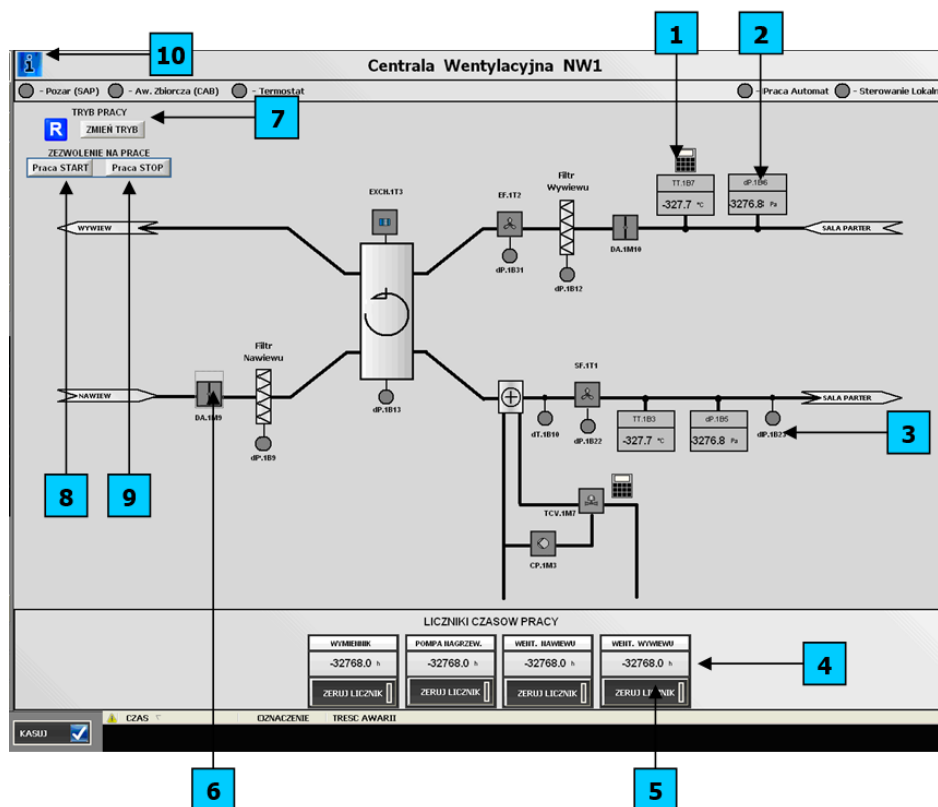 10
1
2
i
Centrala Wentylacyjna NW1
- Pozar (SAP) - Aw. Zbiorcza (CAB) - Termostat
- Praca Automat - Sterowanie Lokaln
7
TRYB PRACY
R ZMIEŃ TRYB
ZEZWOLENIE NA PRACE
Praca START Praca STOP
EXCH.1T3
EF.1T2
Filtr
Wywiewu
TT.1B7
-327.7 °C
dP.1B6
-3276.8 Pa
WYWIEW
dP.1B31
dP.1B12
DA.1M10
SALA PARTER
Filtr
Nawiewu
SF.1T1
NAWIEW
DA.1M9
dP.1B9
dP.1B13
dT.1B10
dP.1B22
TT.1B3
-327.7 °C
dP.1B5
-3276.8 Pa
dP.1B23
SALA PARTER
3
8
9
TCV.1M7
CP.1M3
LICZNIKI CZASOW PRACY
WYMIENNIK POMPA NAGRZEW. WENT. NAWIEWU WENT. WYWIEWU
-32768.0 h -32768.0 h -32768.0 h -32768.0 h
ZERUJ LICZNIK ZERUJ LICZNIK ZERUJ LICZNIK ZERUJ LICZNIK
4
CZAS OZNACZENIE TRESC AWARII
KASUJ
6
5